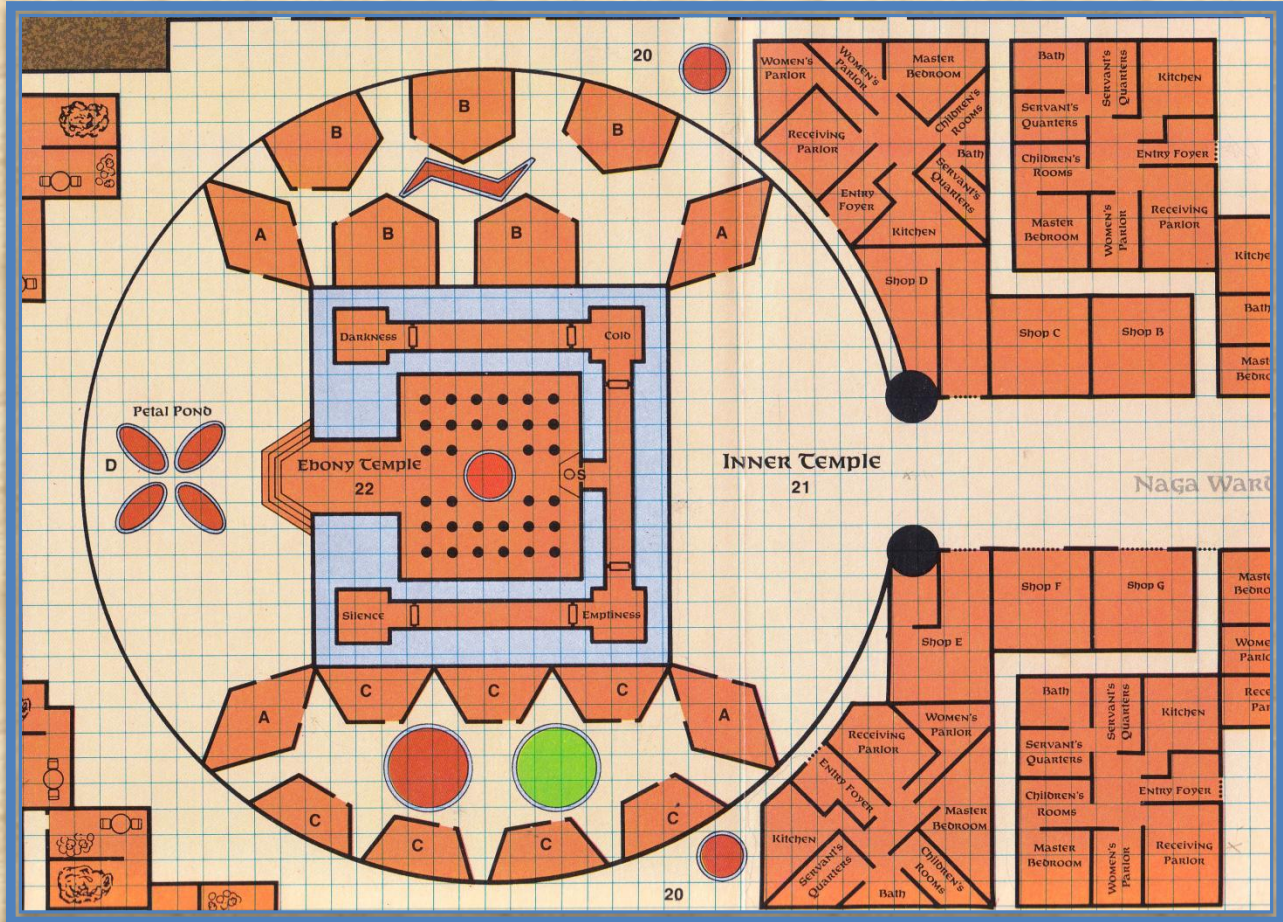 20
Women's
Parlor
Women's
Parlor
Master
Bedroom
Children's
Rooms
Receiving
Parlor
Bath
Servant's
Quarters
Entry
Foyer
Kitchen
Bath
Servant's
Quarters
Kitchen
Servant's
Quarters
Children's
Rooms
Entry Foyer
Master
Bedroom
Women's
Parlor
Receiving
Parlor
B
B
B
A
B
B
A
Shop D
Shop C
Shop B
Kitche
Bath
Mast
Bedro
Darkness
Cold
Petal Pond
D
Ebony Temple
22
S
Inner Temple
21
Naga Ward
Silence
Emptiness
Shop E
Shop F
Shop G
Maste
Bedro
Wome
Parlo
Rece
Par
A
C
C
C
A
C
C
C
C
20
Receiving
Parlor
Women's
Parlor
Entry
Foyer
Master
Bedroom
Kitchen
Servant's
Quarters
Children's
Rooms
Bath
Bath
Servant's
Quarters
Kitchen
Servant's
Quarters
Children's
Rooms
Entry Foyer
Master
Bedroom
Women's
Parlor
Receiving
Parlor